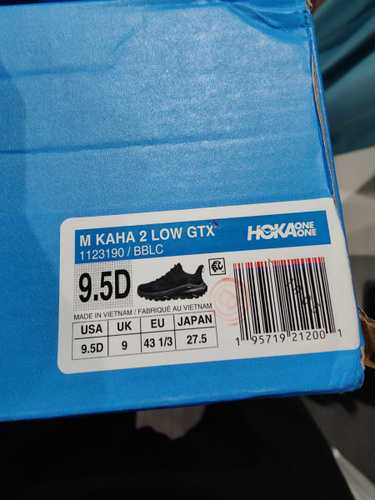 M KAHA 2 LOW GTX
1123190 / BBLC
HOKA ONE ONE
9.5D
MADE IN VIETNAM / FABRIQUÉ AU VIETNAM
USA UK EU JAPAN
9.5D 9 43 1/3 27.5
1 95719 21200 1